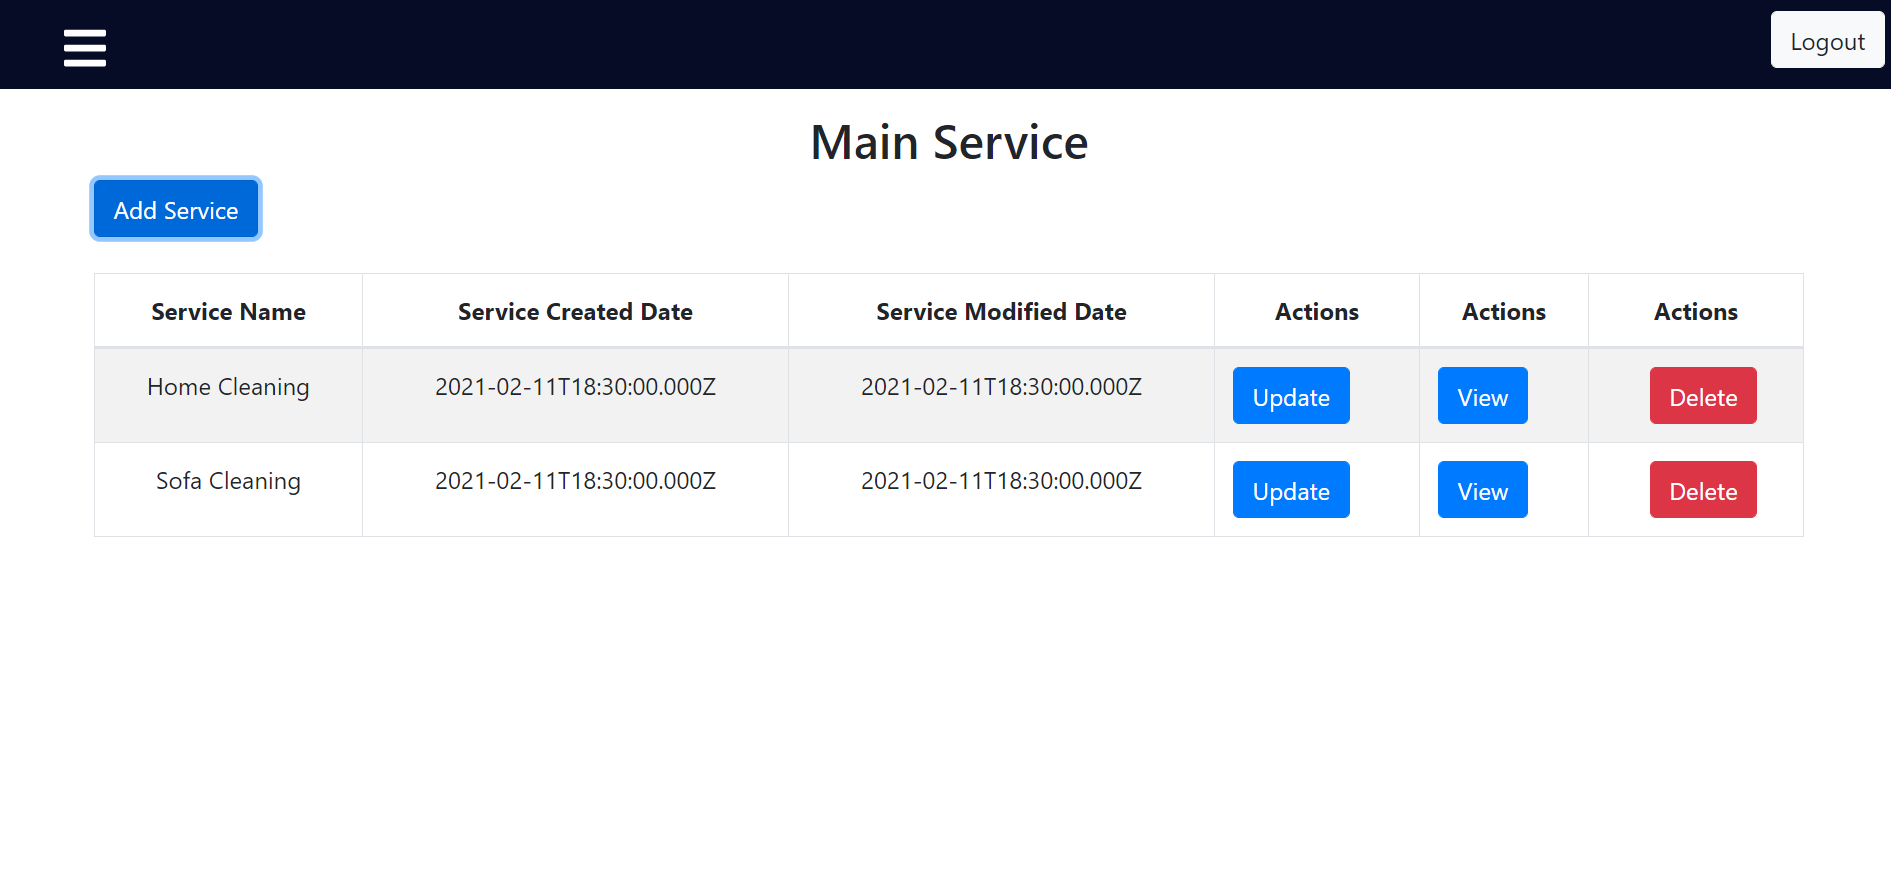 Logout
Main Service
Add Service
Service Name Service Created Date Service Modified Date Actions Actions Actions
Home Cleaning 2021-02-11T18:30:00.000Z 2021-02-11T18:30:00.000Z Update View Delete
Sofa Cleaning 2021-02-11T18:30:00.000Z 2021-02-11T18:30:00.000Z Update View Delete